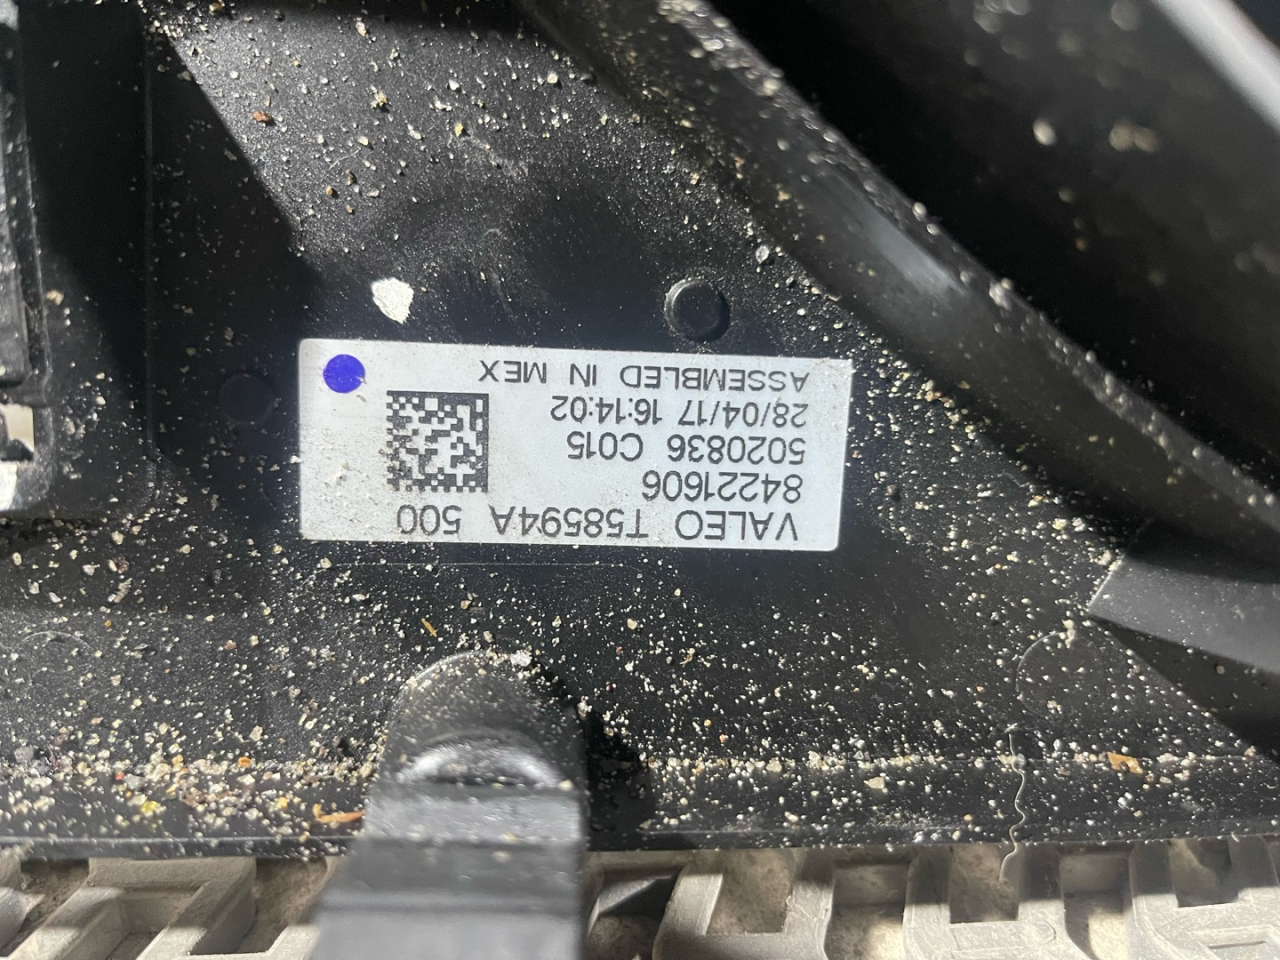 VALEO T58594A 500
84221606
5020836 C015
28/04/17 16:14:02
ASSEMBLED IN MEX